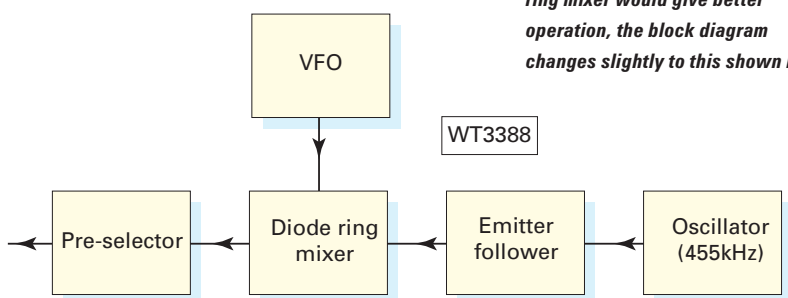 ring mixer would give better
operation, the block diagram
changes slightly to this shown
VFO
WT3388
Pre-selector
Diode ring
mixer
Emitter
follower
Oscillator
(455kHz)